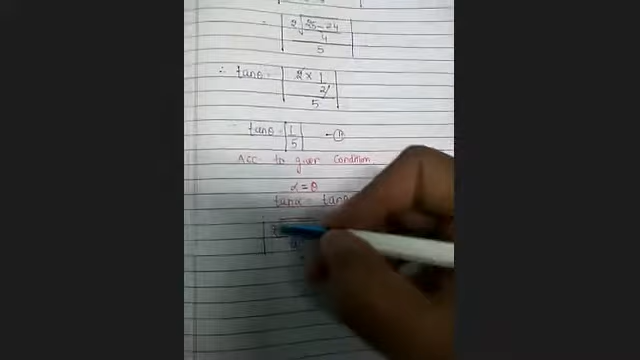 2√25-24
4
5
∴ tanθ = | 2 × 1
2
5 |
tanθ = | 1
5 | - ⑪
Acc to given Condition
α = θ
tanα = tanθ